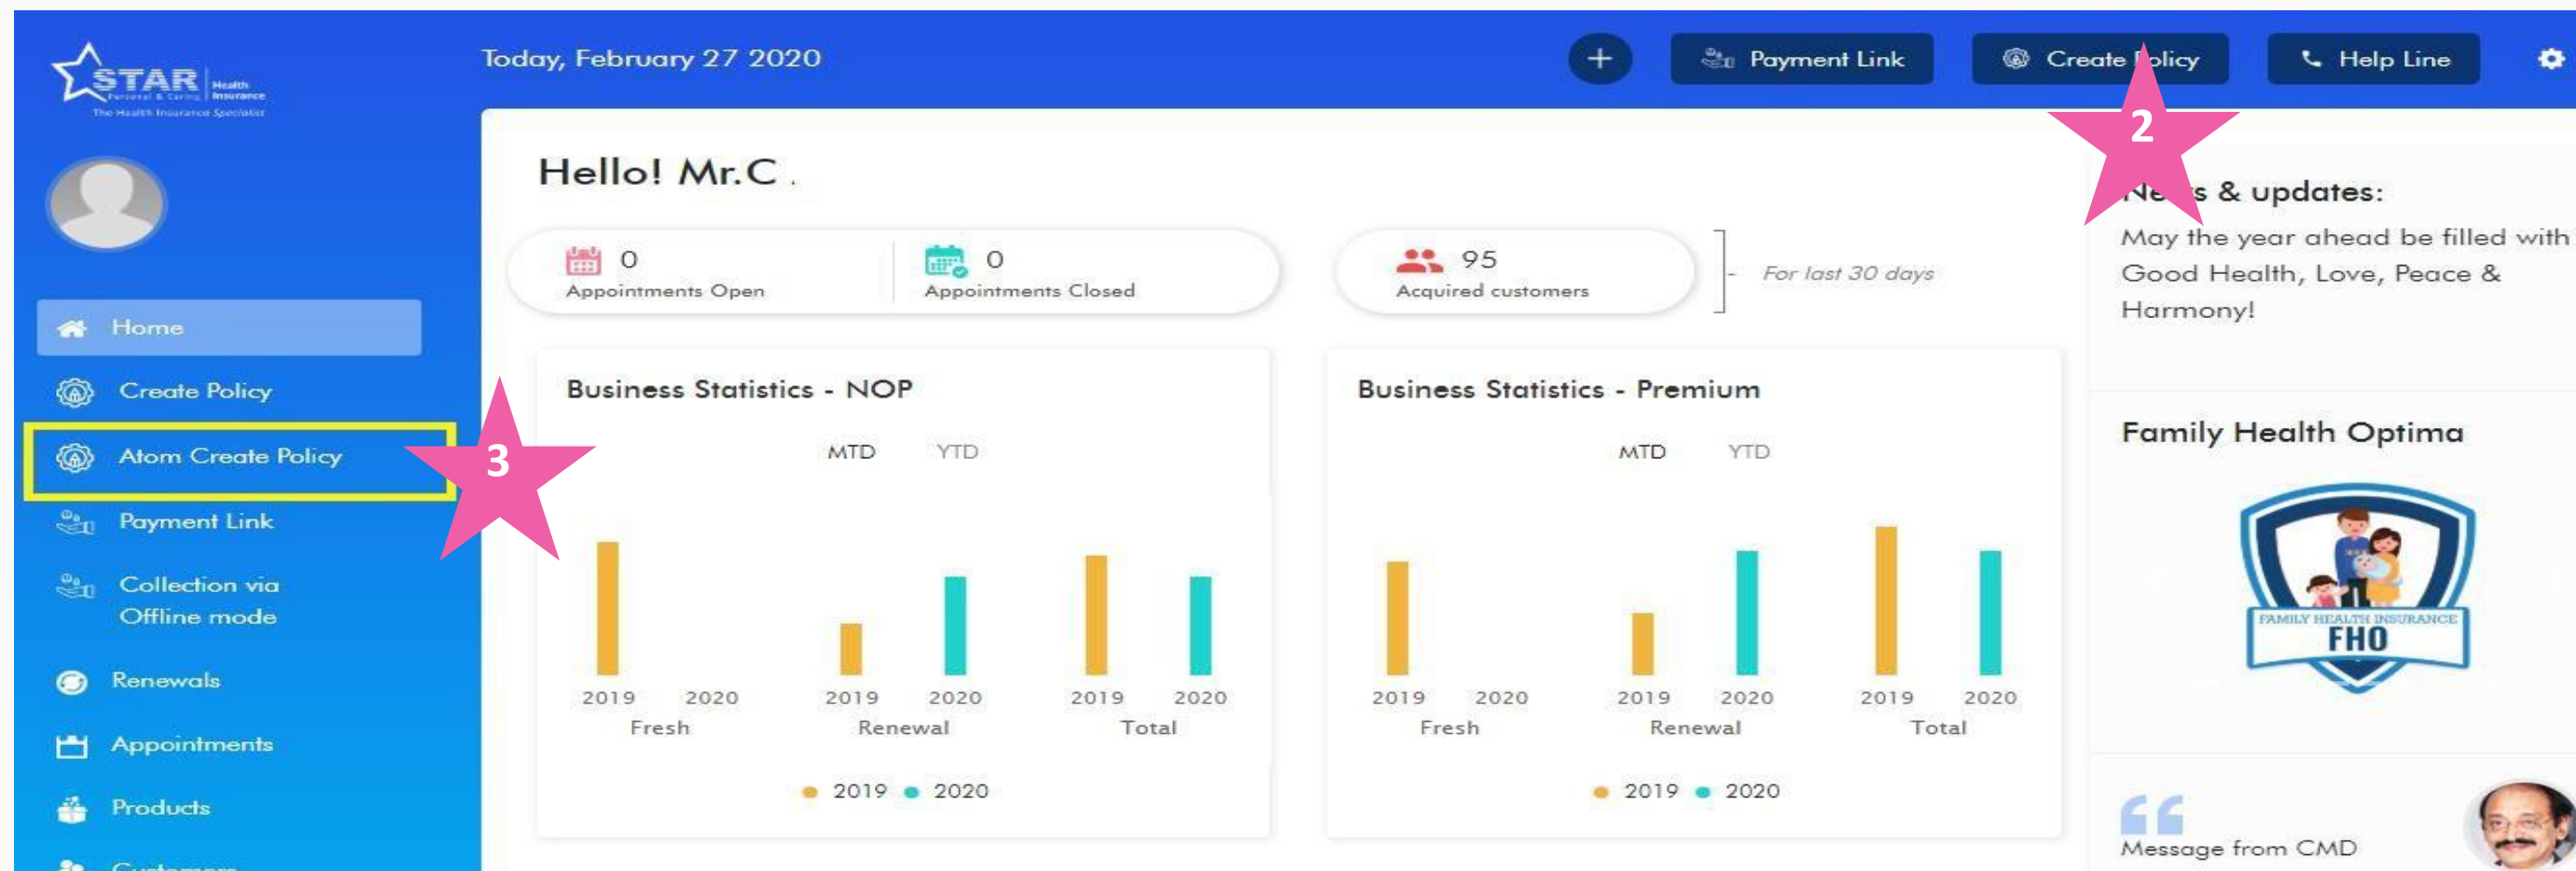 STAR
Health
Insurance
Personal & Caring
The Health Insurance Specialist
Today, February 27 2020
+
Payment Link
Create Policy
Help Line
2
3
Home
Create Policy
Atom Create Policy
Payment Link
Collection via
Offline mode
Renewals
Appointments
Products
Customers
Hello! Mr.C .
0
Appointments Open
0
Appointments Closed
95
Acquired customers
For last 30 days
Business Statistics - NOP
MTD YTD
2019 2020 2019 2020 2019 2020
Fresh Renewal Total
2019 2020
Business Statistics - Premium
MTD YTD
2019 2020 2019 2020 2019 2020
Fresh Renewal Total
2019 2020
News & updates:
May the year ahead be filled with
Good Health, Love, Peace &
Harmony!
Family Health Optima
FAMILY HEALTH INSURANCE
FHO
Message from CMD